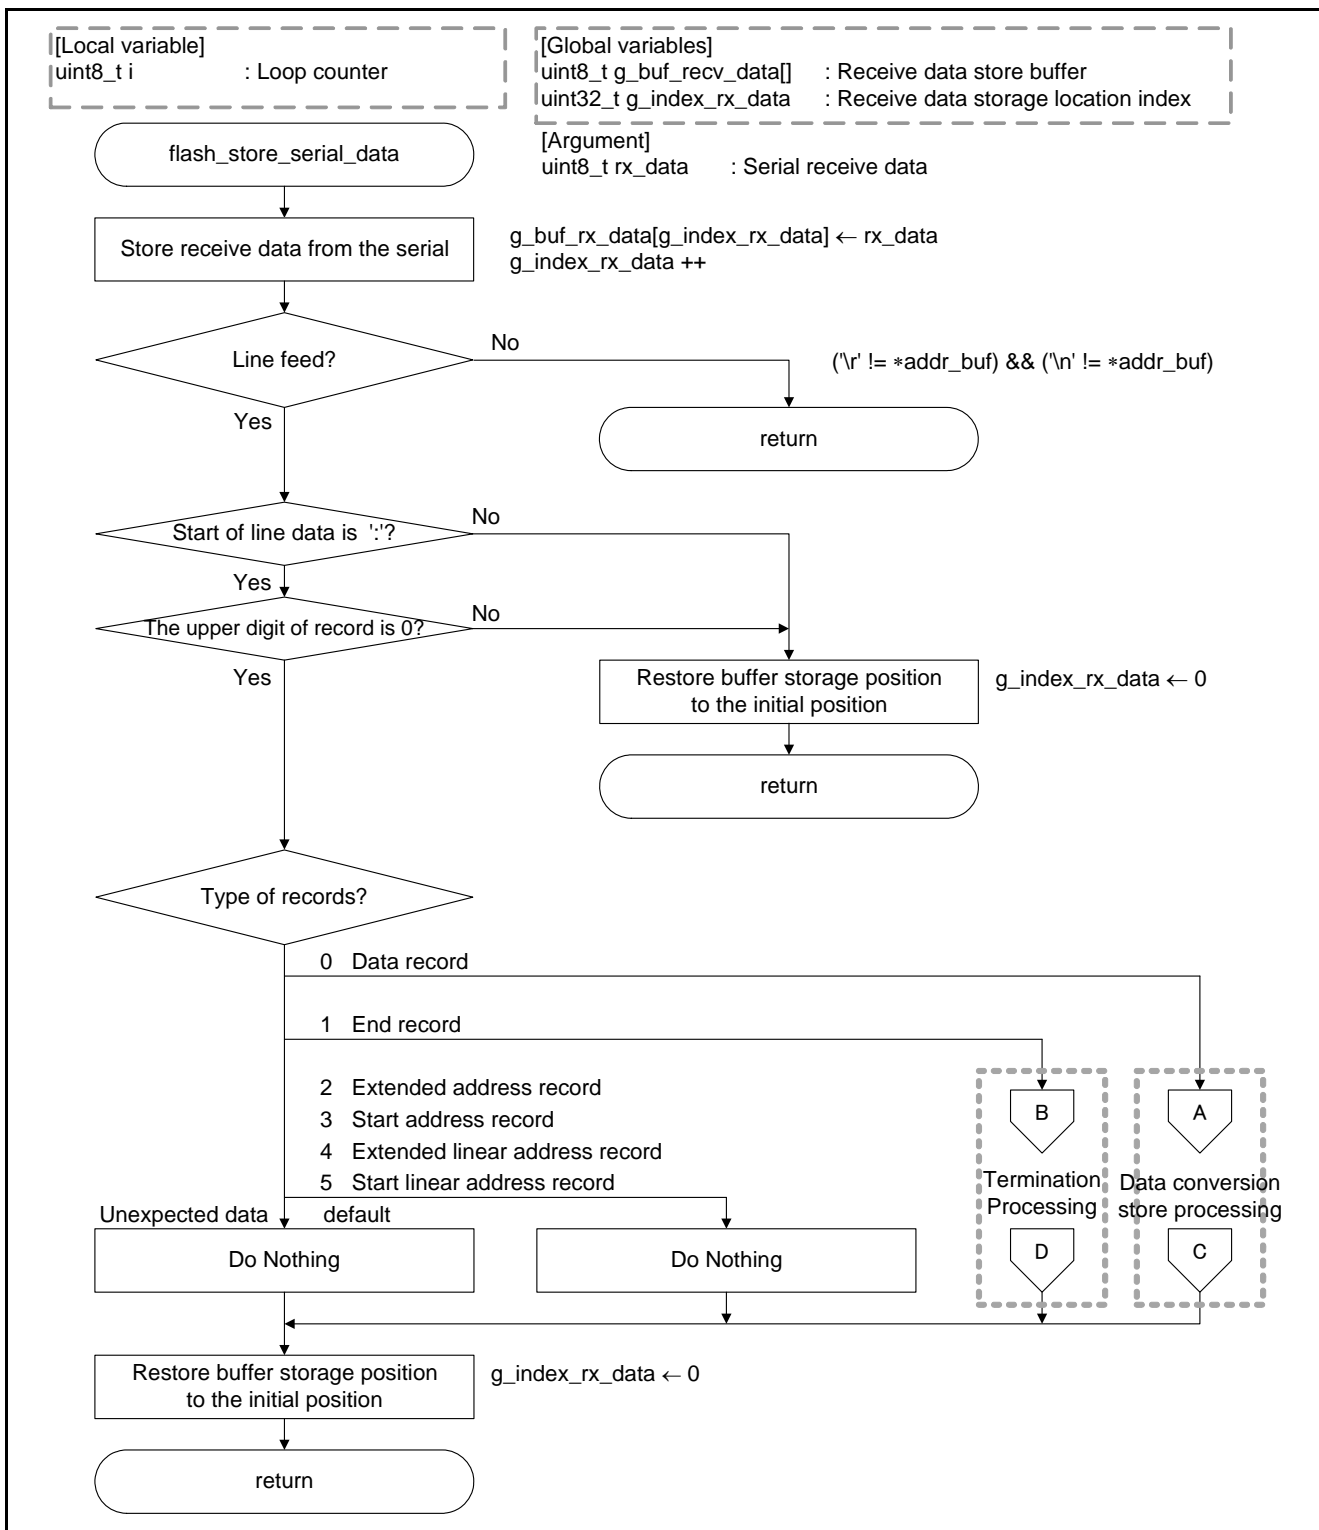 [Local variable]
uint8_t i : Loop counter
[Global variables]
uint8_t g_buf_recv_data[] : Receive data store buffer
uint32_t g_index_rx_data : Receive data storage location index
[Argument]
uint8_t rx_data : Serial receive data
flash_store_serial_data
Store receive data from the serial
g_buf_rx_data[g_index_rx_data] ← rx_data
g_index_rx_data ++
Line feed?
No
('\r' != *addr_buf) && ('\n' != *addr_buf)
Yes
return
Start of line data is ':'?
No
Yes
The upper digit of record is 0?
No
Yes
Restore buffer storage position
to the initial position
g_index_rx_data ← 0
return
Type of records?
0 Data record
1 End record
2 Extended address record
3 Start address record
4 Extended linear address record
5 Start linear address record
B
A
Termination
Processing
Data conversion
store processing
Unexpected data default
Do Nothing
Do Nothing
D
C
Restore buffer storage position
to the initial position
g_index_rx_data ← 0
return